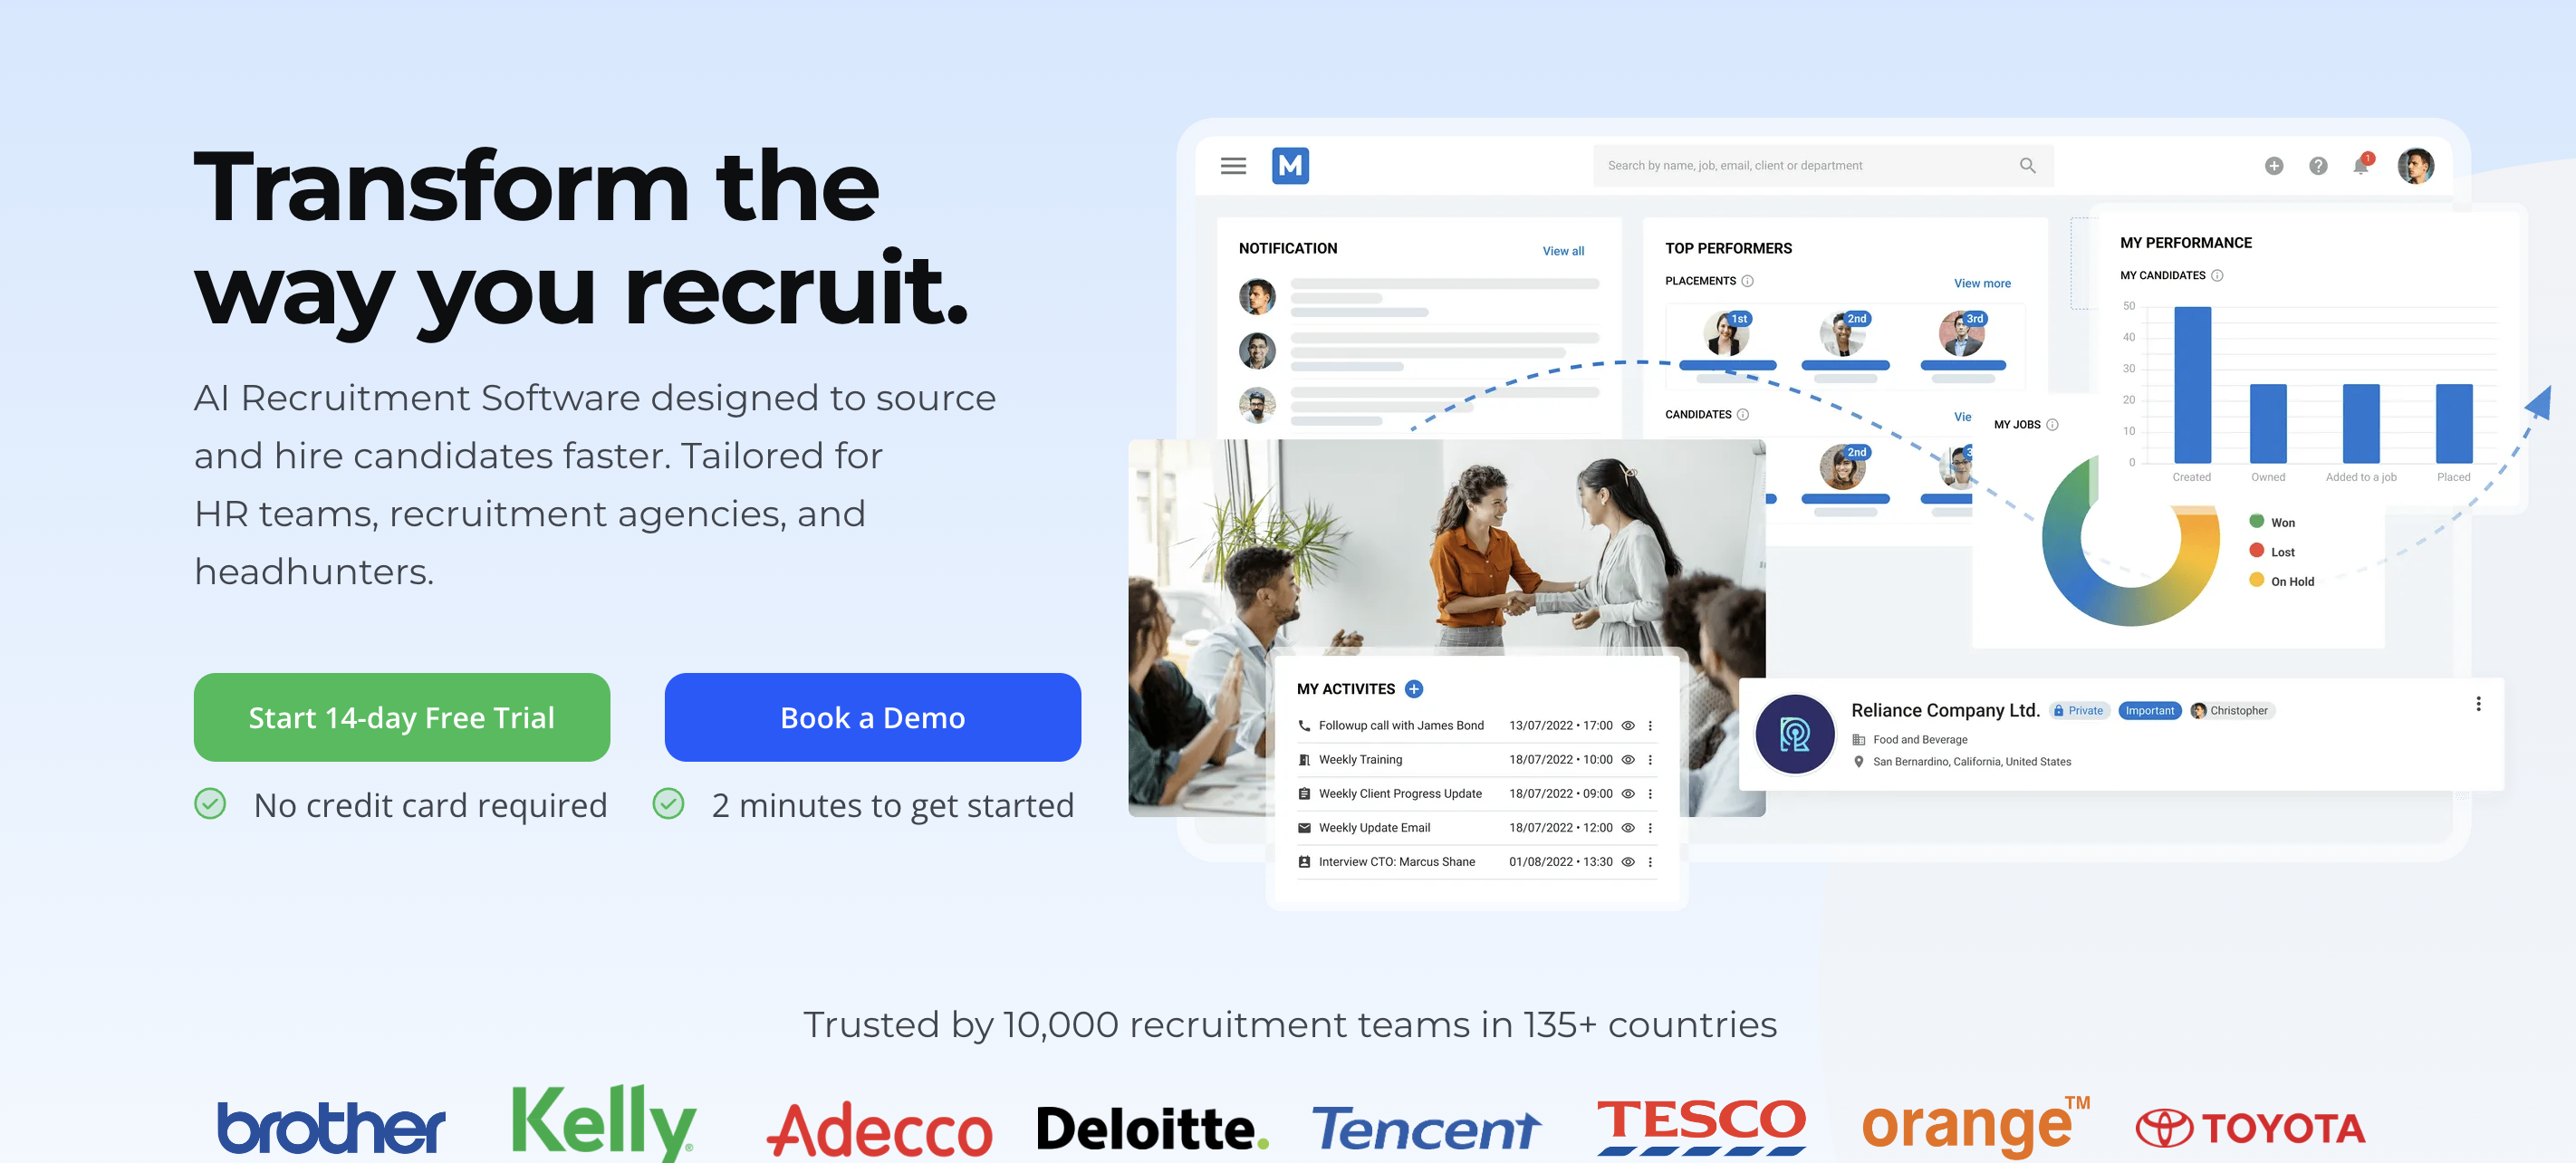 Transform the
way you recruit.
AI Recruitment Software designed to source
and hire candidates faster. Tailored for
HR teams, recruitment agencies, and
headhunters.
Start 14-day Free Trial
Book a Demo
No credit card required
2 minutes to get started
M
Search by name, job, email, client or department
1
NOTIFICATION
View all
TOP PERFORMERS
PLACEMENTS
View more
1st
2nd
3rd
CANDIDATES
Vie
2nd
3
MY PERFORMANCE
MY CANDIDATES
50
40
30
20
10
0
Created
Owned
Added to a job
Placed
MY JOBS
Won
Lost
On Hold
MY ACTIVITES
Followup call with James Bond 13/07/2022 • 17:00
Weekly Training 18/07/2022 • 10:00
Weekly Client Progress Update 18/07/2022 • 09:00
Weekly Update Email 18/07/2022 • 12:00
Interview CTO: Marcus Shane 01/08/2022 • 13:30
Reliance Company Ltd. Private Important Christopher
Food and Beverage
San Bernardino, California, United States
Trusted by 10,000 recruitment teams in 135+ countries
brother
Kelly®
Adecco
Deloitte.
Tencent
TESCO
orange™
TOYOTA